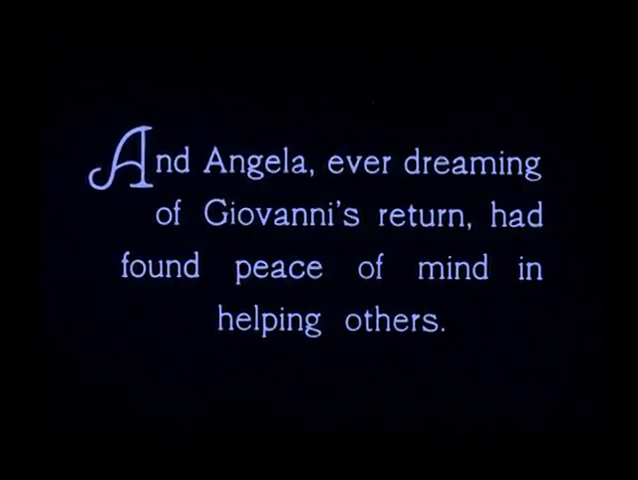 And Angela, ever dreaming
of Giovanni's return, had
found peace of mind in
helping others.